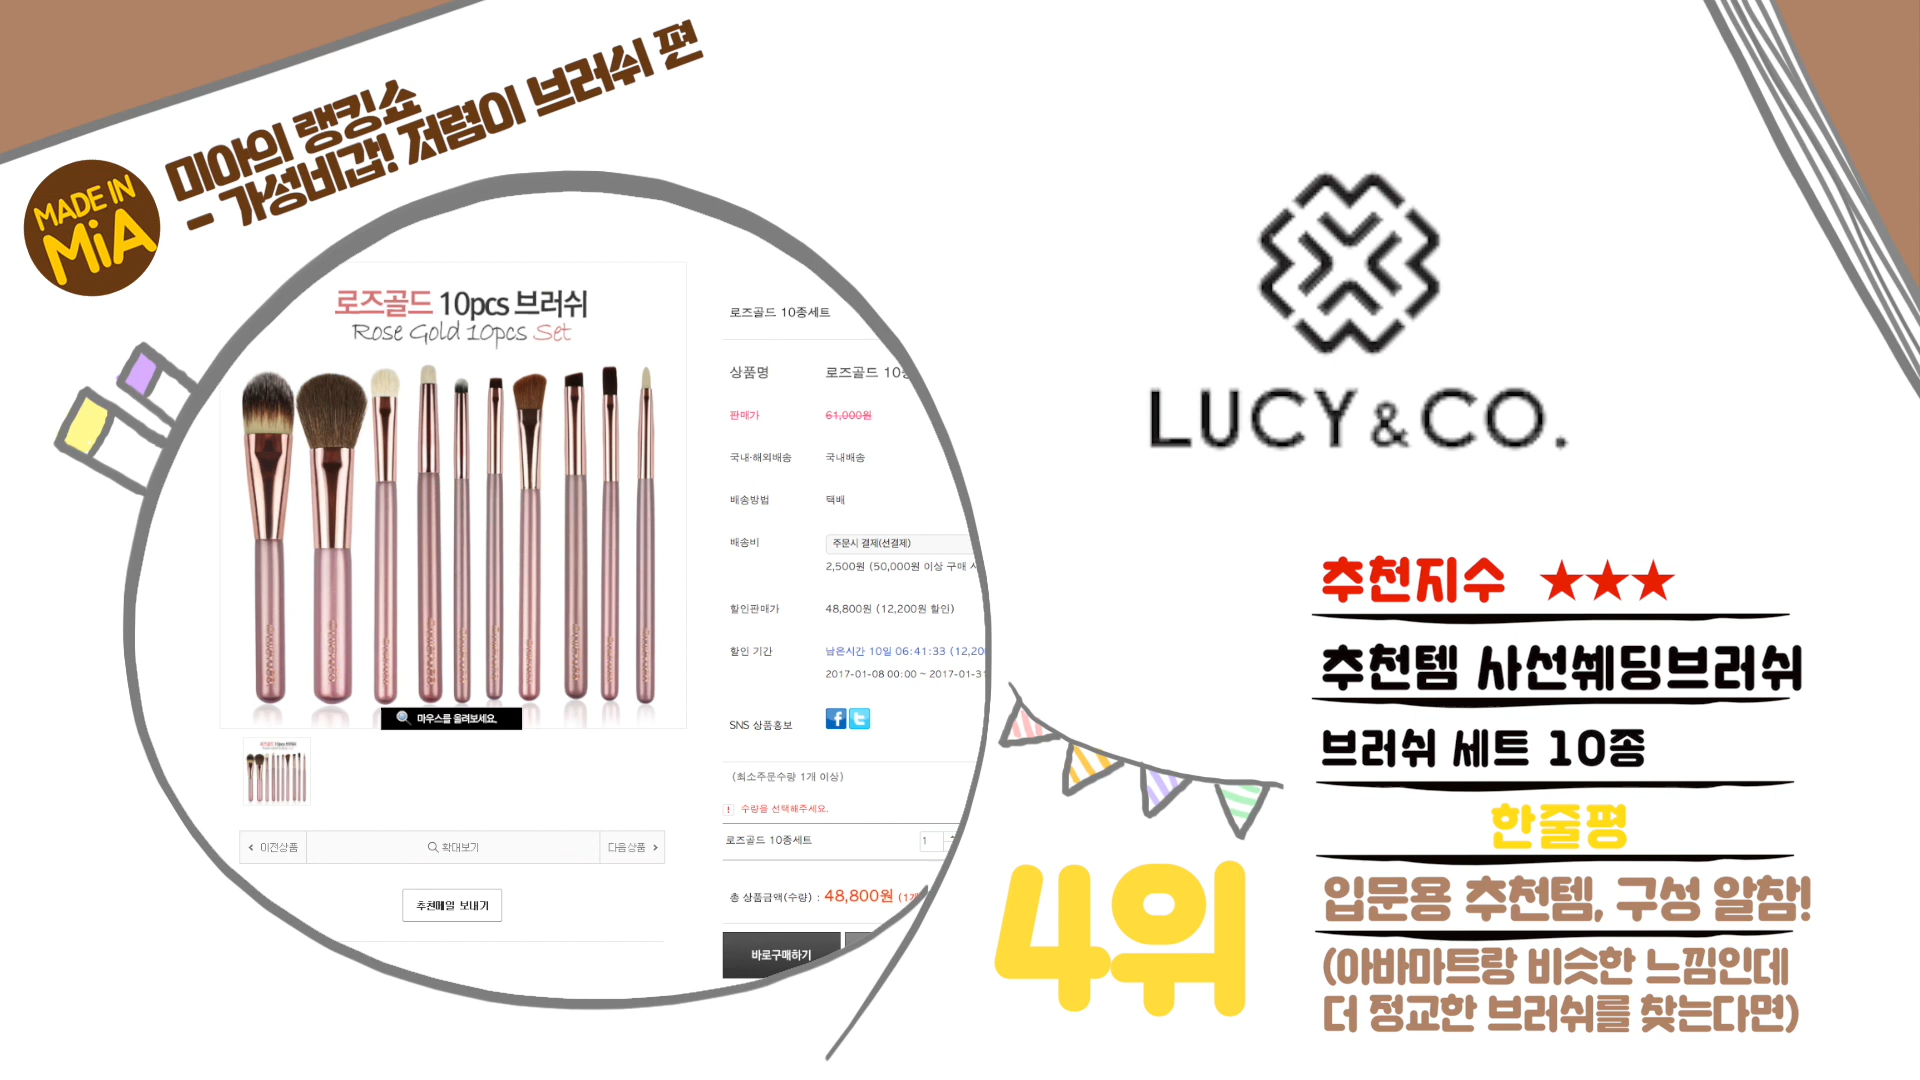 미아의 랭킹쇼
- 가성비갑! 저렴이 브러쉬 편
MADE IN
MiA
로즈골드 10pcs 브러쉬
Rose Gold 10pcs Set
마우스를 올려보세요.
이전상품
확대보기
다음상품
추천메일 보내기
로즈골드 10종세트
상품명 로즈골드 10종
판매가 61,000원
국내·해외배송 국내배송
배송방법 택배
배송비 주문시 결제(선결제)
2,500원 (50,000원 이상 구매 시
할인판매가 48,800원 (12,200원 할인)
할인 기간 남은시간 10일 06:41:33 (12,20
2017-01-08 00:00 ~ 2017-01-31
SNS 상품홍보
(최소주문수량 1개 이상)
수량을 선택해주세요.
로즈골드 10종세트 1
총 상품금액(수량) : 48,800원 (1개
바로구매하기
LUCY & CO.
추천지수 ★★★
추천템 사선쉐딩브러쉬
브러쉬 세트 10종
한줄평
4위
입문용 추천템, 구성 알참!
(아바마트랑 비슷한 느낌인데
더 정교한 브러쉬를 찾는다면)